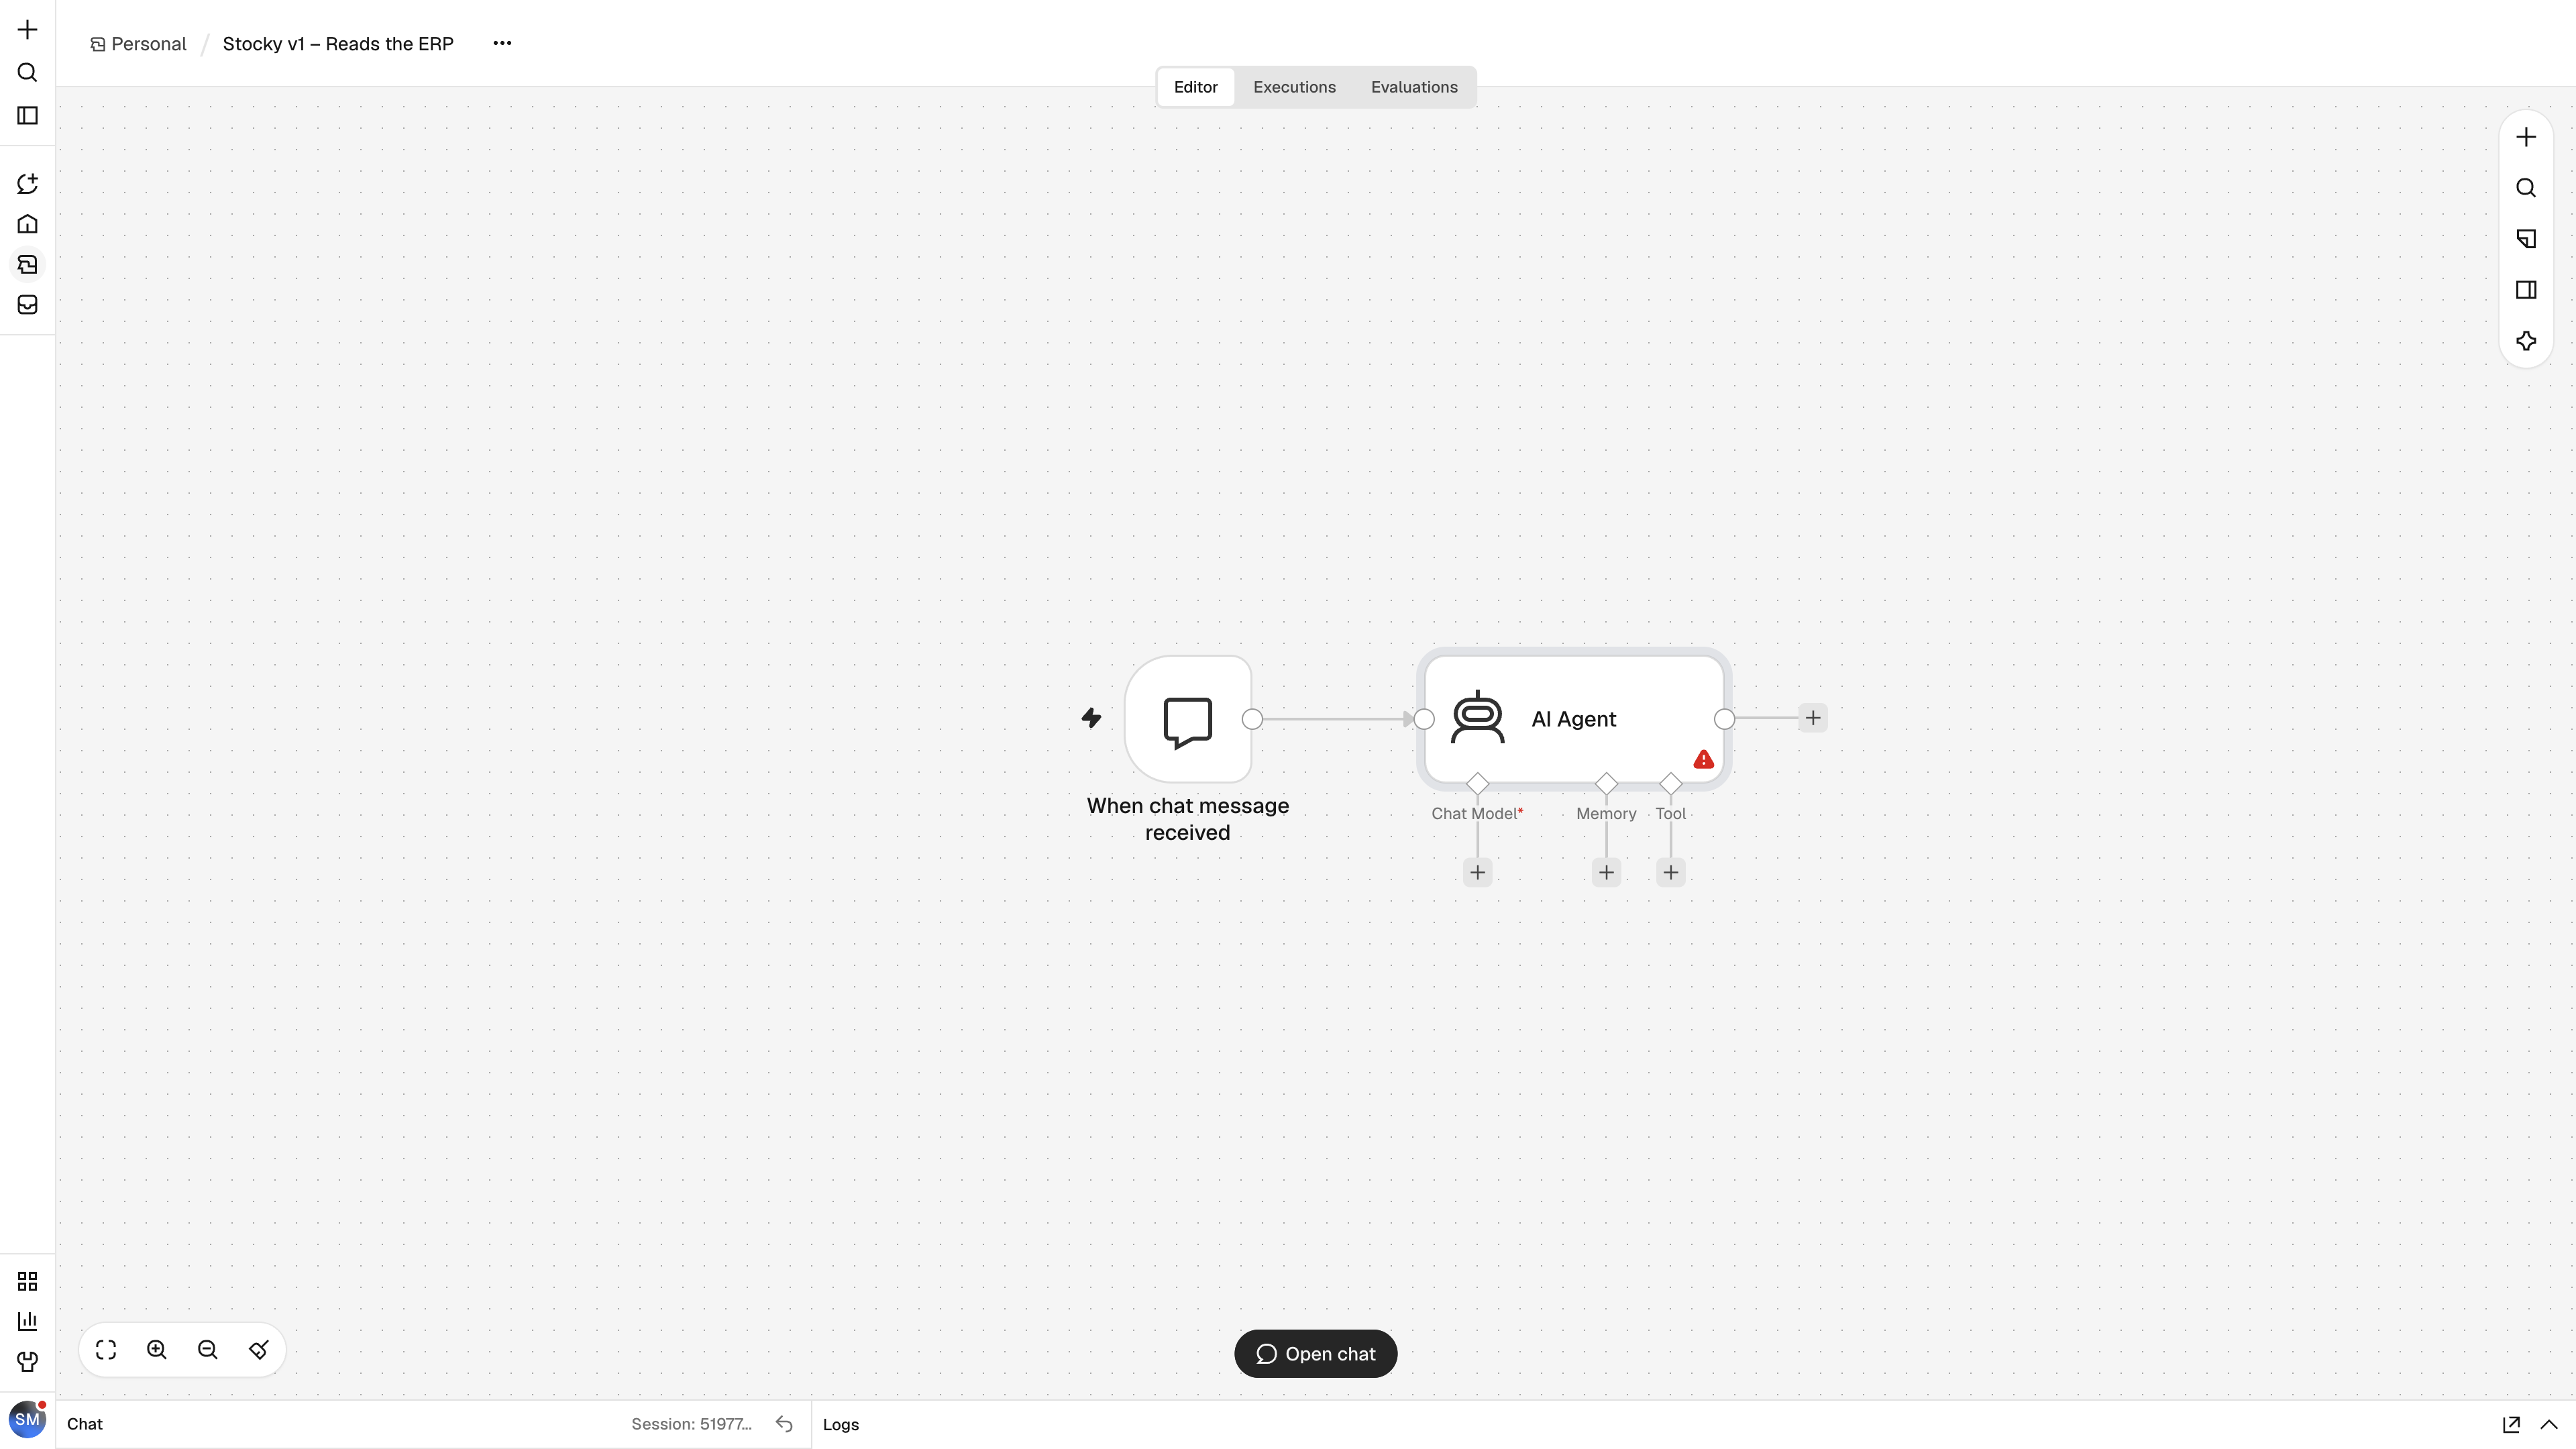 Personal / Stocky v1 – Reads the ERP
Editor Executions Evaluations
AI Agent
When chat message
received
Chat Model* Memory Tool
Open chat
SM Chat Session: 51977... Logs